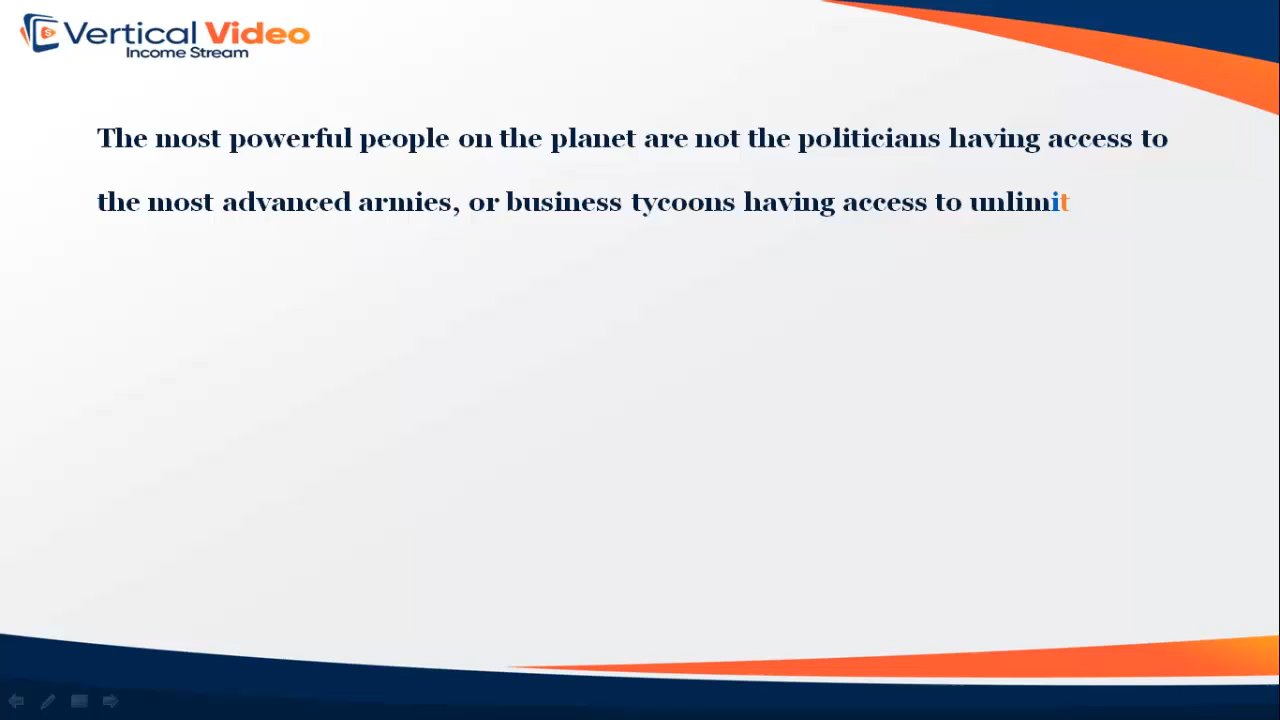 Vertical Video
Income Stream
The most powerful people on the planet are not the politicians having access to
the most advanced armies, or business tycoons having access to unlimit